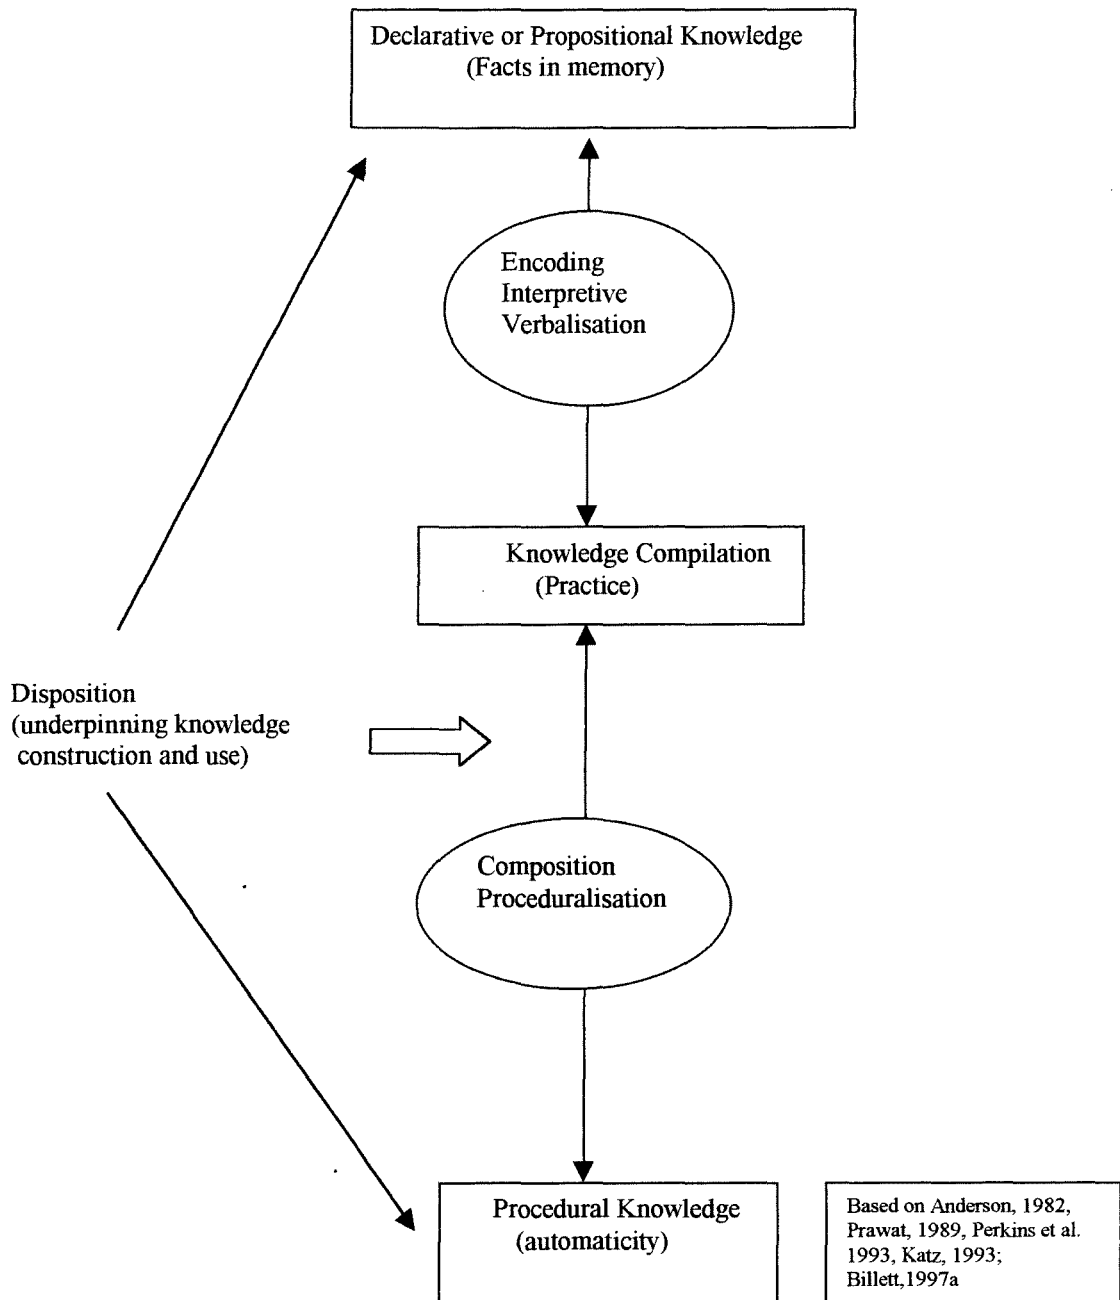 Declarative or Propositional Knowledge
(Facts in memory)
Encoding
Interpretive
Verbalisation
Knowledge Compilation
(Practice)
Disposition
(underpinning knowledge
construction and use)
Composition
Proceduralisation
Procedural Knowledge
(automaticity)
Based on Anderson, 1982,
Prawat, 1989, Perkins et al.
1993, Katz, 1993;
Billett,1997a